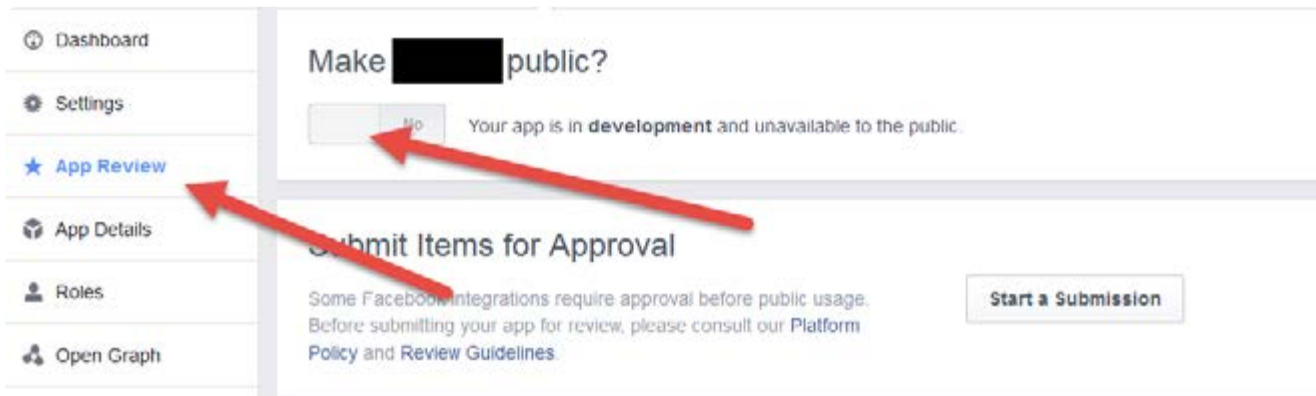 Dashboard
Settings
App Review
App Details
Roles
Open Graph
Make public?
No
Your app is in development and unavailable to the public.
Submit Items for Approval
Some Facebook integrations require approval before public usage.
Before submitting your app for review, please consult our Platform
Policy and Review Guidelines.
Start a Submission